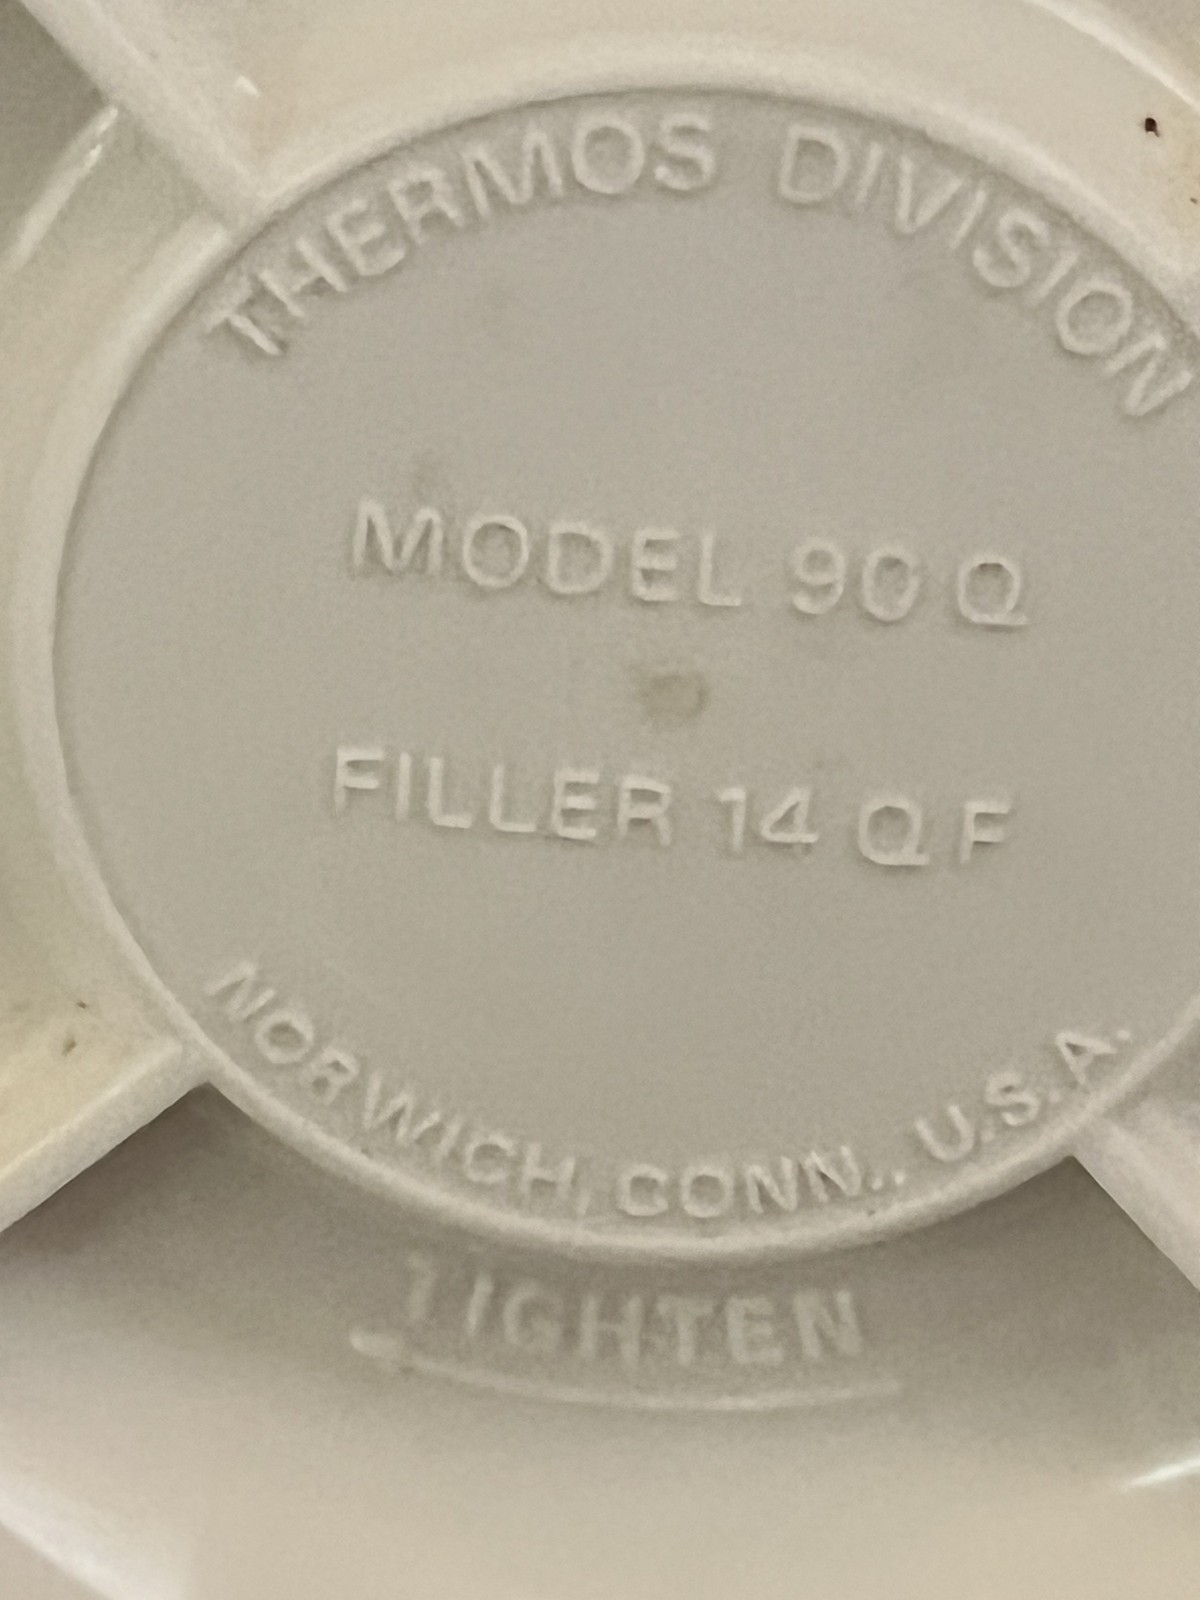 THERMOS DIVISION
MODEL 90 Q
FILLER 14 Q F
NORWICH, CONN., U.S.A.
TIGHTEN